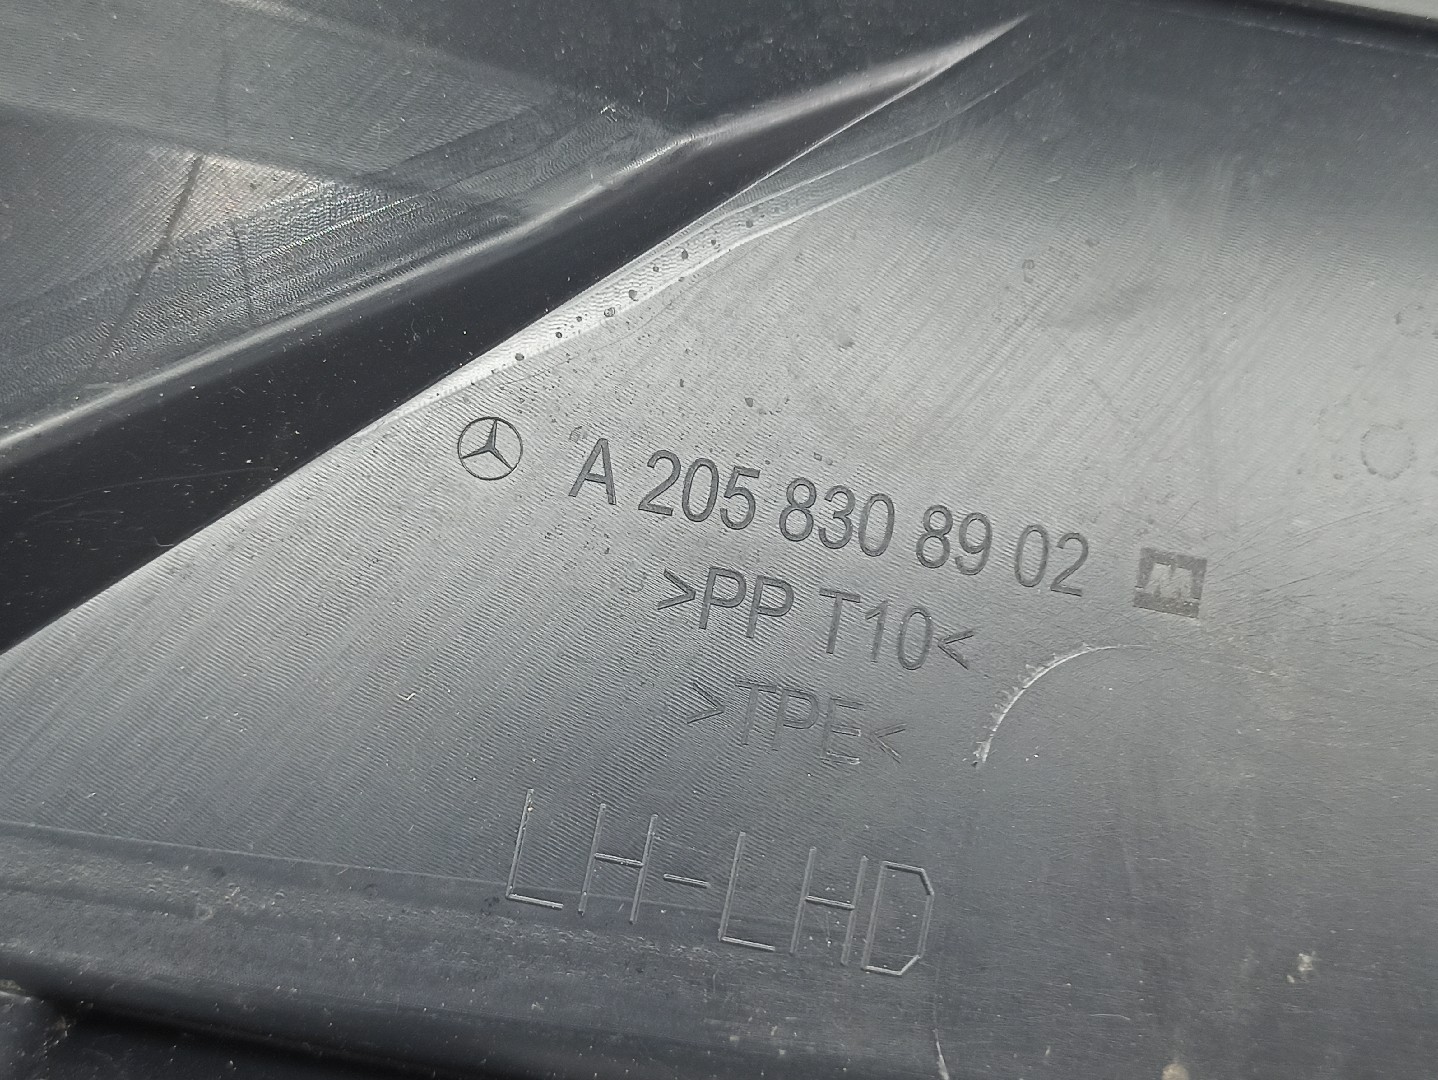 A 205 830 89 02
>PP T10<
>TPE<
LH-LHD